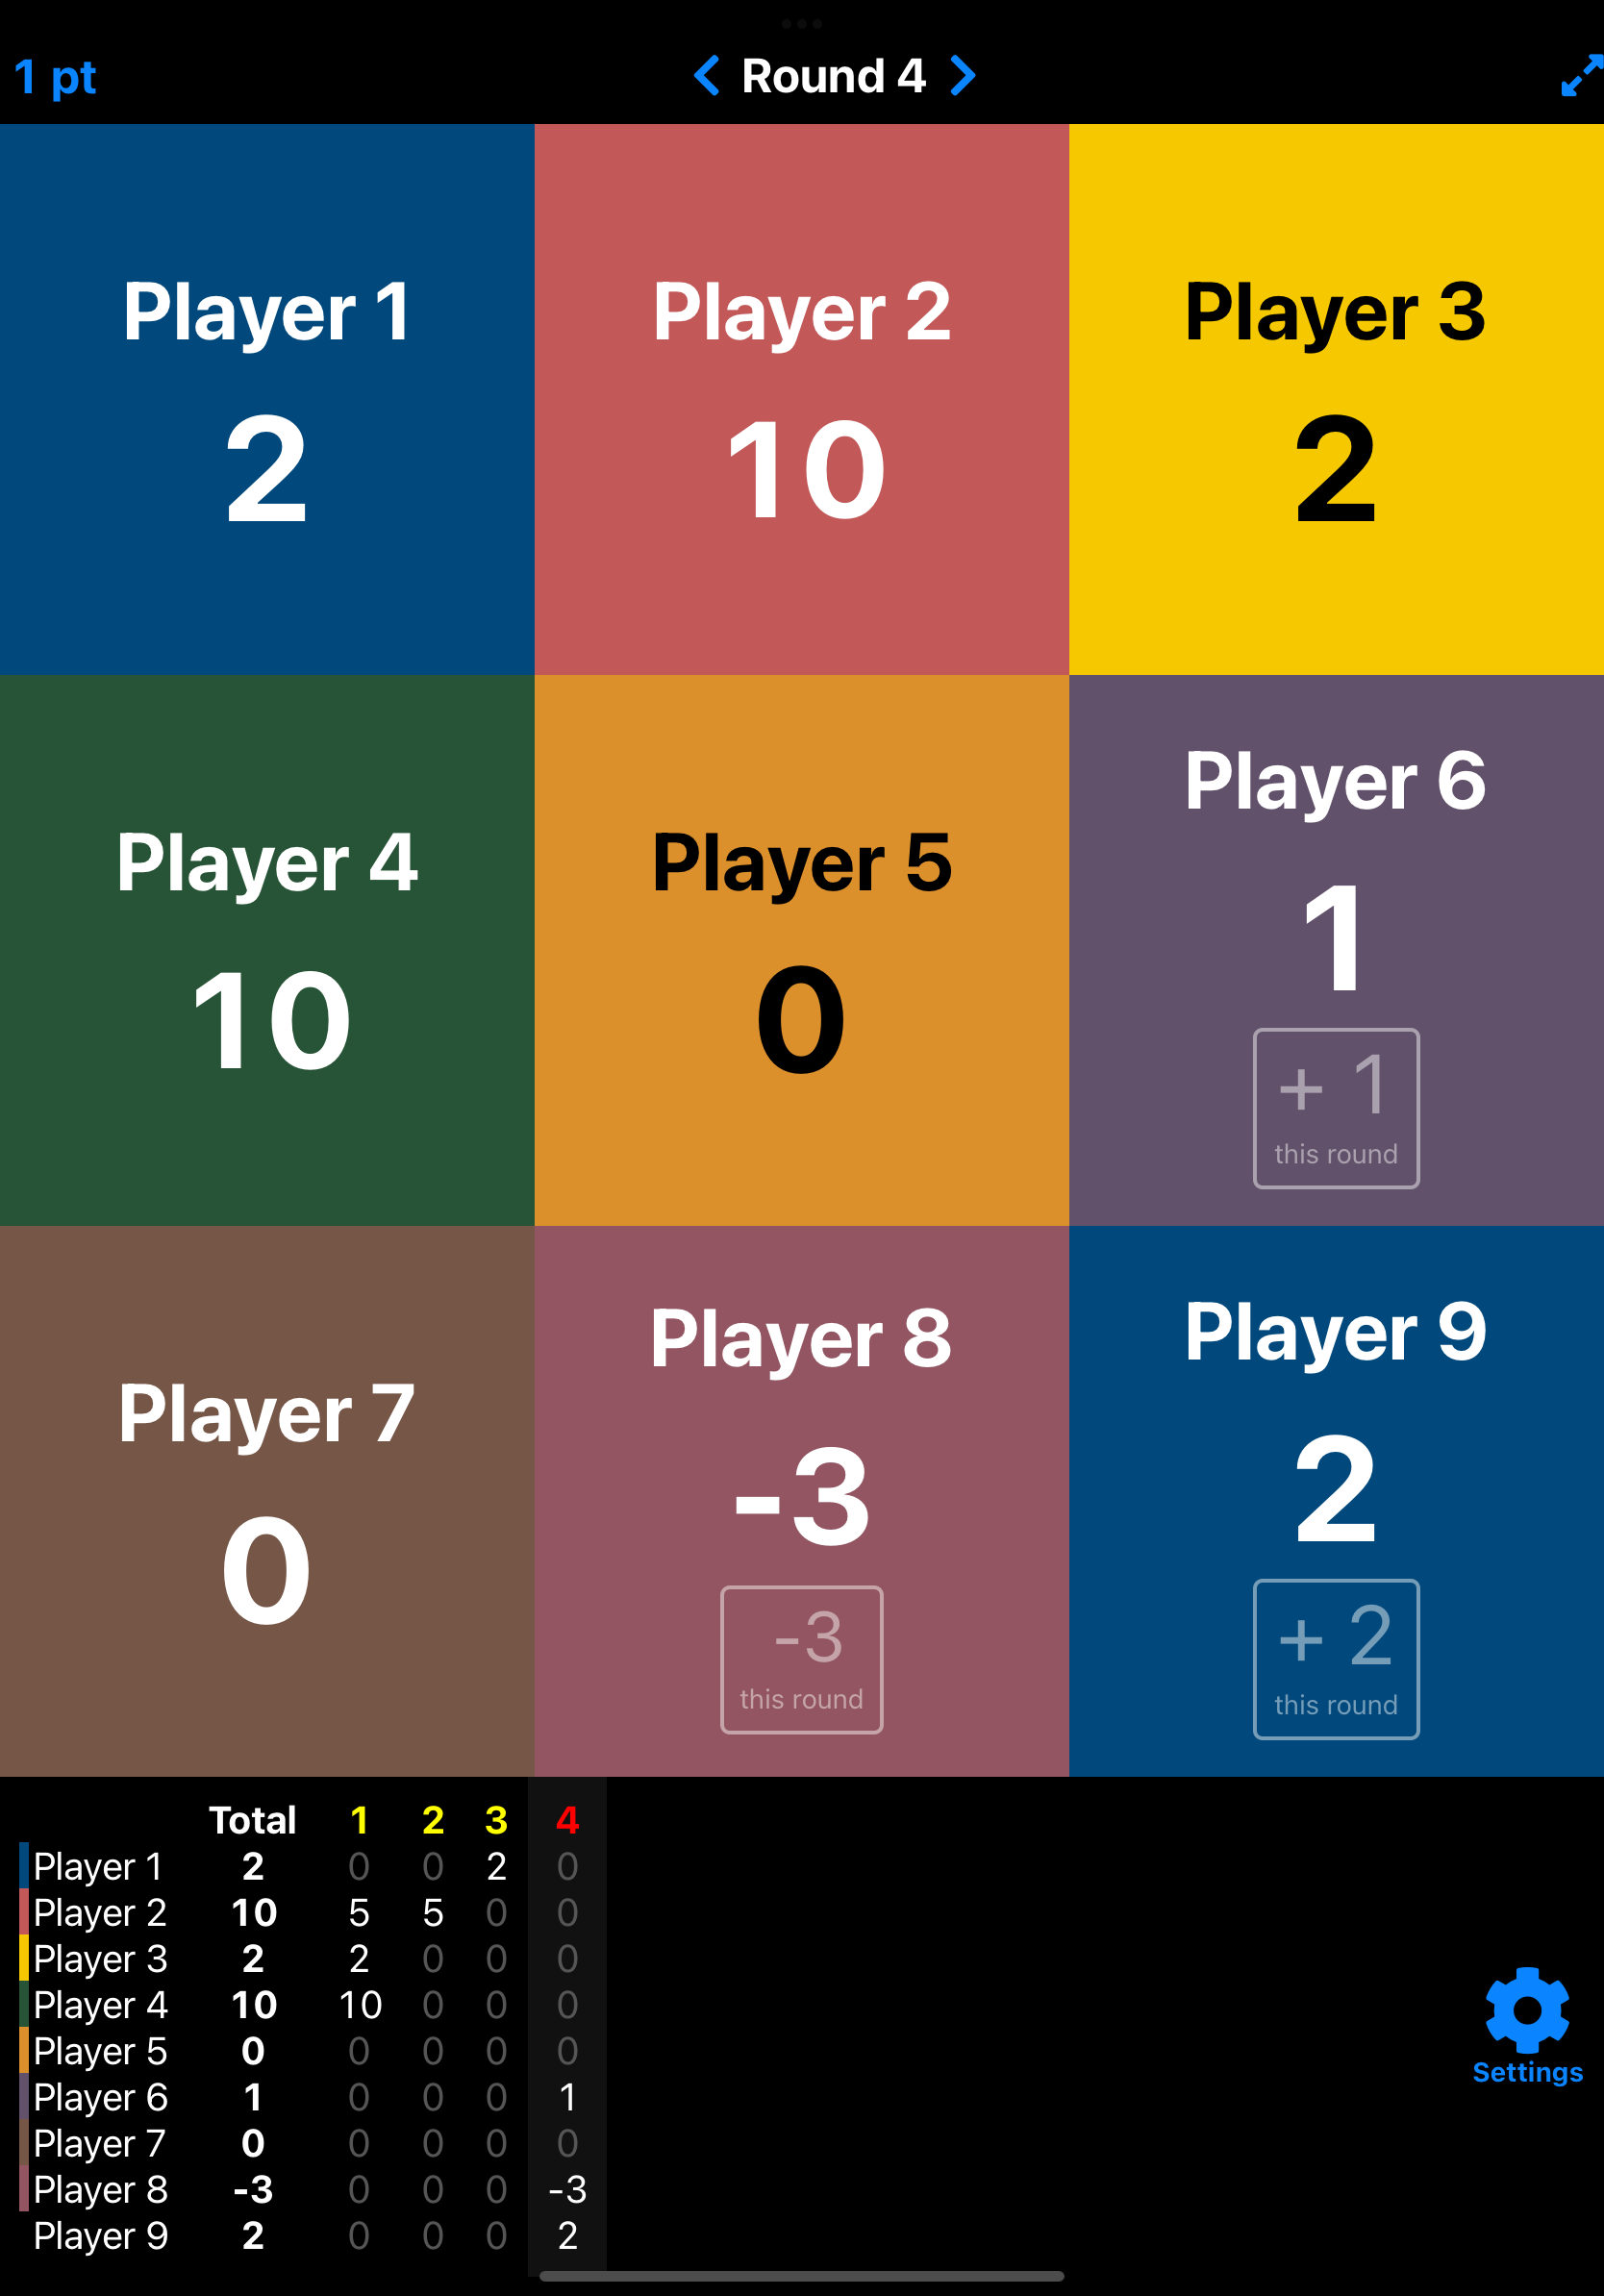 1 pt
Round 4
Player 1
2
Player 2
10
Player 3
2
Player 4
10
Player 5
0
Player 6
1
+ 1
this round
Player 7
0
Player 8
-3
-3
this round
Player 9
2
+ 2
this round
Total 1 2 3 4
Player 1 2 0 0 2 0
Player 2 10 5 5 0 0
Player 3 2 2 0 0 0
Player 4 10 10 0 0 0
Player 5 0 0 0 0 0
Player 6 1 0 0 0 1
Player 7 0 0 0 0 0
Player 8 -3 0 0 0 -3
Player 9 2 0 0 0 2
Settings